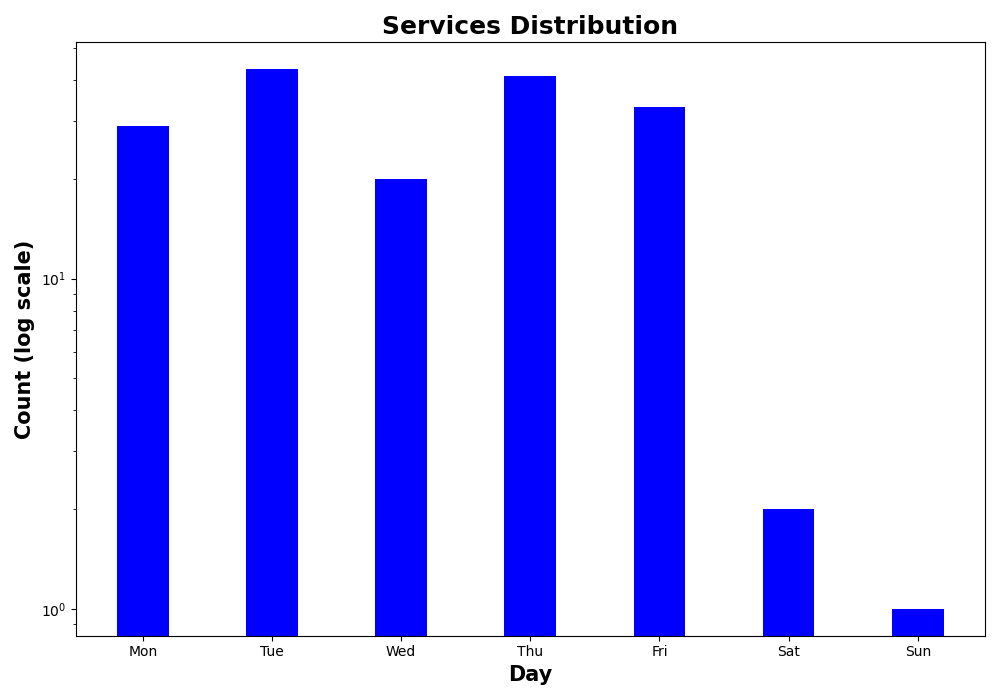 Services Distribution
Count (log scale)
10¹
10⁰
Mon Tue Wed Thu Fri Sat Sun
Day